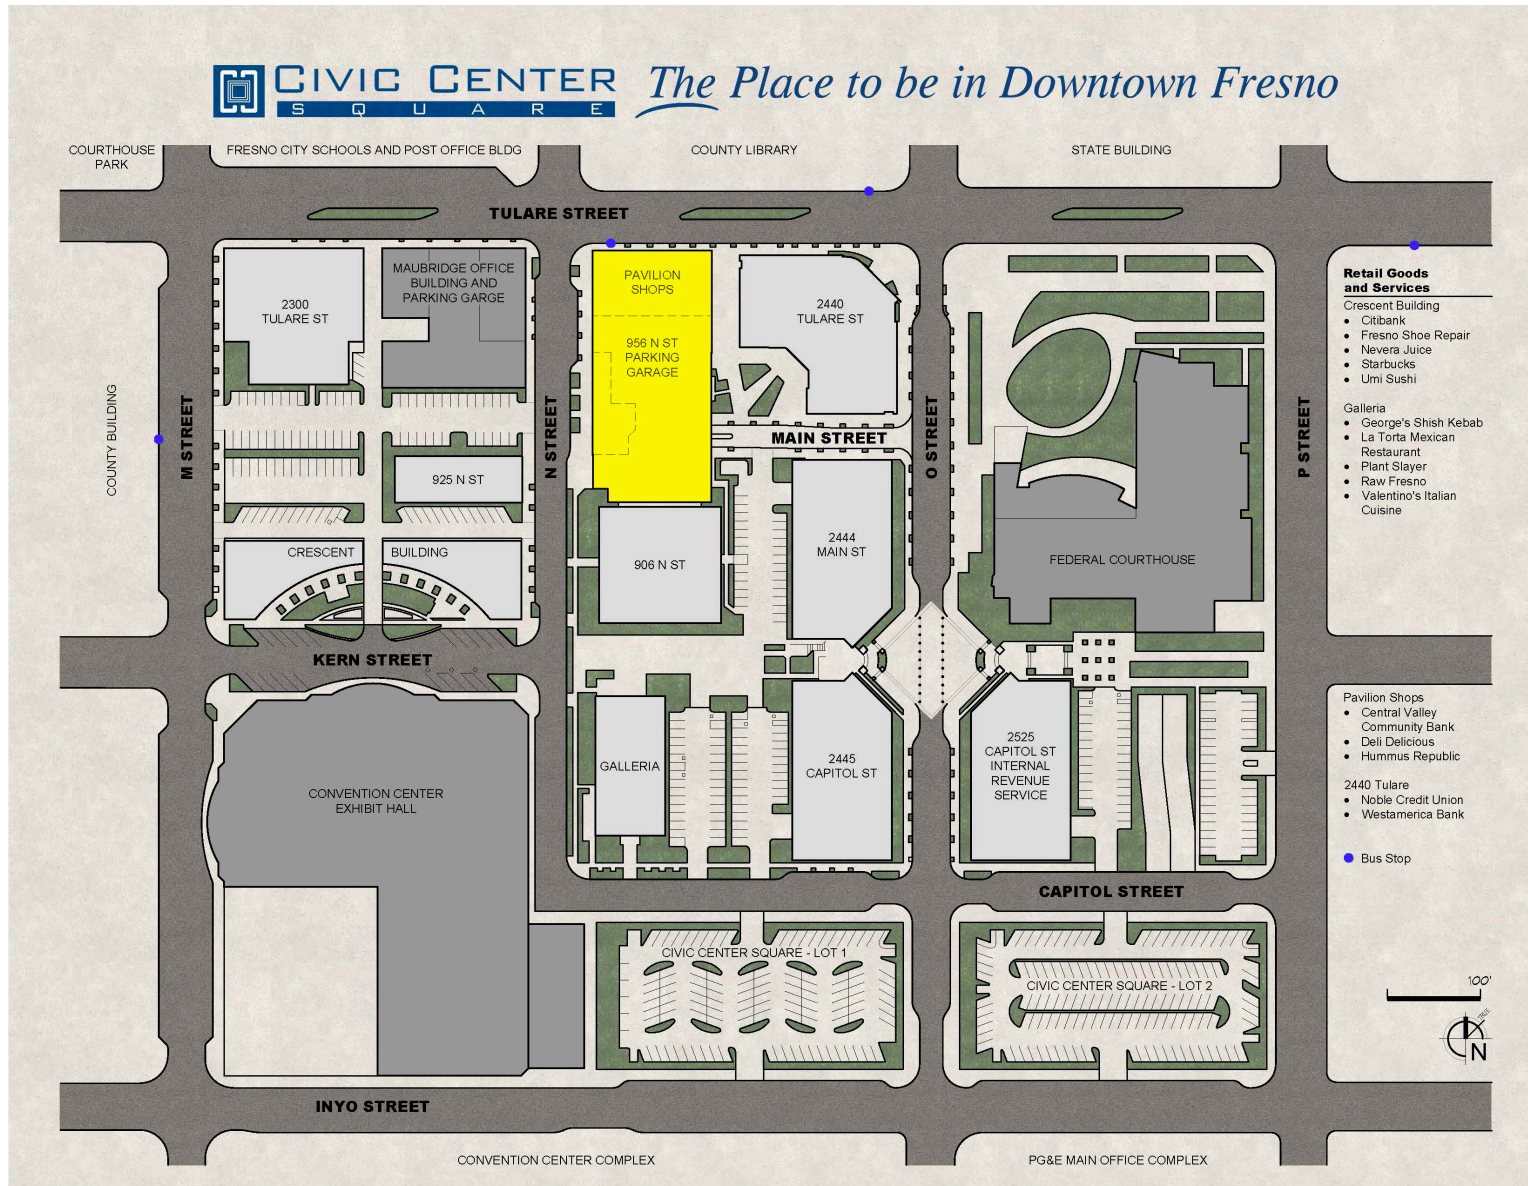 CIVIC CENTER
SQUARE
The Place to be in Downtown Fresno
COURTHOUSE
PARK
FRESNO CITY SCHOOLS AND POST OFFICE BLDG
COUNTY LIBRARY
STATE BUILDING
TULARE STREET
2300
TULARE ST
MAUBRIDGE OFFICE
BUILDING AND
PARKING GARGE
PAVILION
SHOPS
956 N ST
PARKING
GARAGE
2440
TULARE ST
COUNTY BUILDING
M STREET
N STREET
MAIN STREET
O STREET
P STREET
925 N ST
CRESCENT BUILDING
906 N ST
2444
MAIN ST
FEDERAL COURTHOUSE
KERN STREET
GALLERIA
2445
CAPITOL ST
2525
CAPITOL ST
INTERNAL
REVENUE
SERVICE
CONVENTION CENTER
EXHIBIT HALL
CAPITOL STREET
CIVIC CENTER SQUARE - LOT 1
CIVIC CENTER SQUARE - LOT 2
INYO STREET
CONVENTION CENTER COMPLEX
PG&E MAIN OFFICE COMPLEX
Retail Goods
and Services
Crescent Building
• Citibank
• Fresno Shoe Repair
• Nevera Juice
• Starbucks
• Umi Sushi
Galleria
• George's Shish Kebab
• La Torta Mexican
Restaurant
• Plant Slayer
• Raw Fresno
• Valentino's Italian
Cuisine
Pavilion Shops
• Central Valley
Community Bank
• Deli Delicious
• Hummus Republic
2440 Tulare
• Noble Credit Union
• Westamerica Bank
Bus Stop
100'
TRUE
N